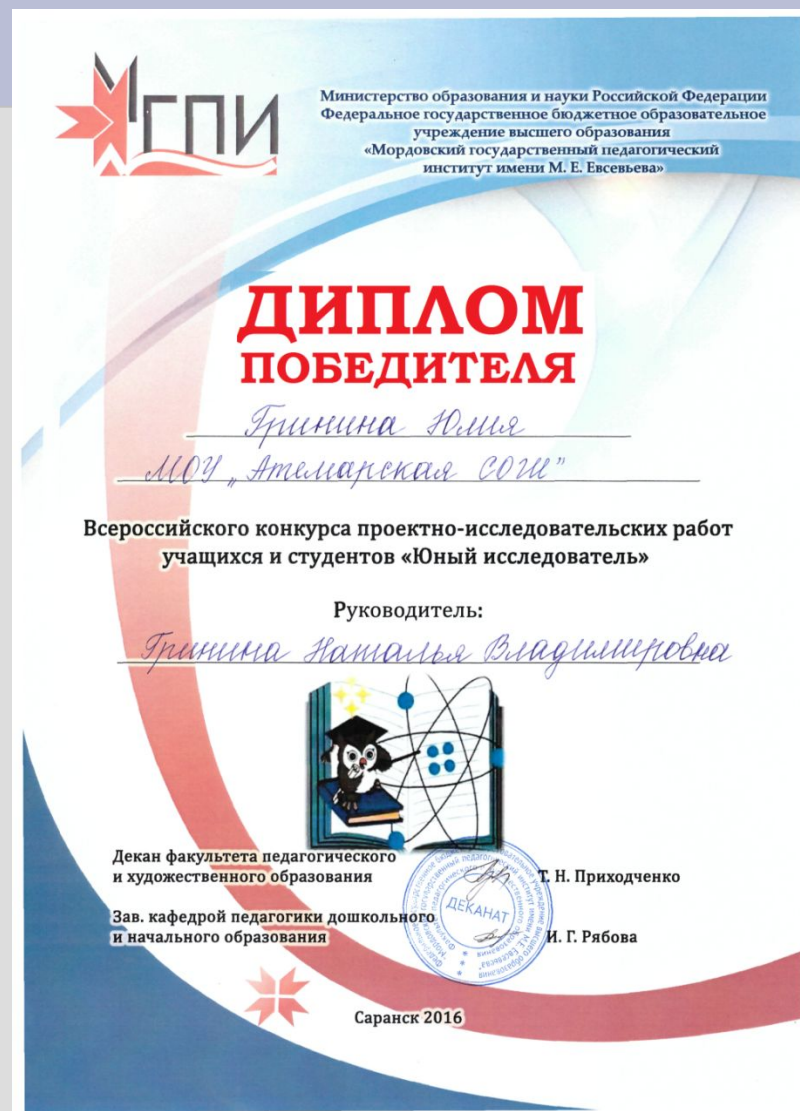 МГПИ
Министерство образования и науки Российской Федерации
Федеральное государственное бюджетное образовательное
учреждение высшего образования
«Мордовский государственный педагогический
институт имени М. Е. Евсевьева»
ДИПЛОМ
ПОБЕДИТЕЛЯ
Гринина Юлия
МОУ „Атемарская СОШ"
Всероссийского конкурса проектно-исследовательских работ
учащихся и студентов «Юный исследователь»
Руководитель:
Гринина Наталья Владимировна
Декан факультета педагогического
и художественного образования
Т. Н. Приходченко
ДЕКАНАТ
Зав. кафедрой педагогики дошкольного
и начального образования
И. Г. Рябова
Саранск 2016